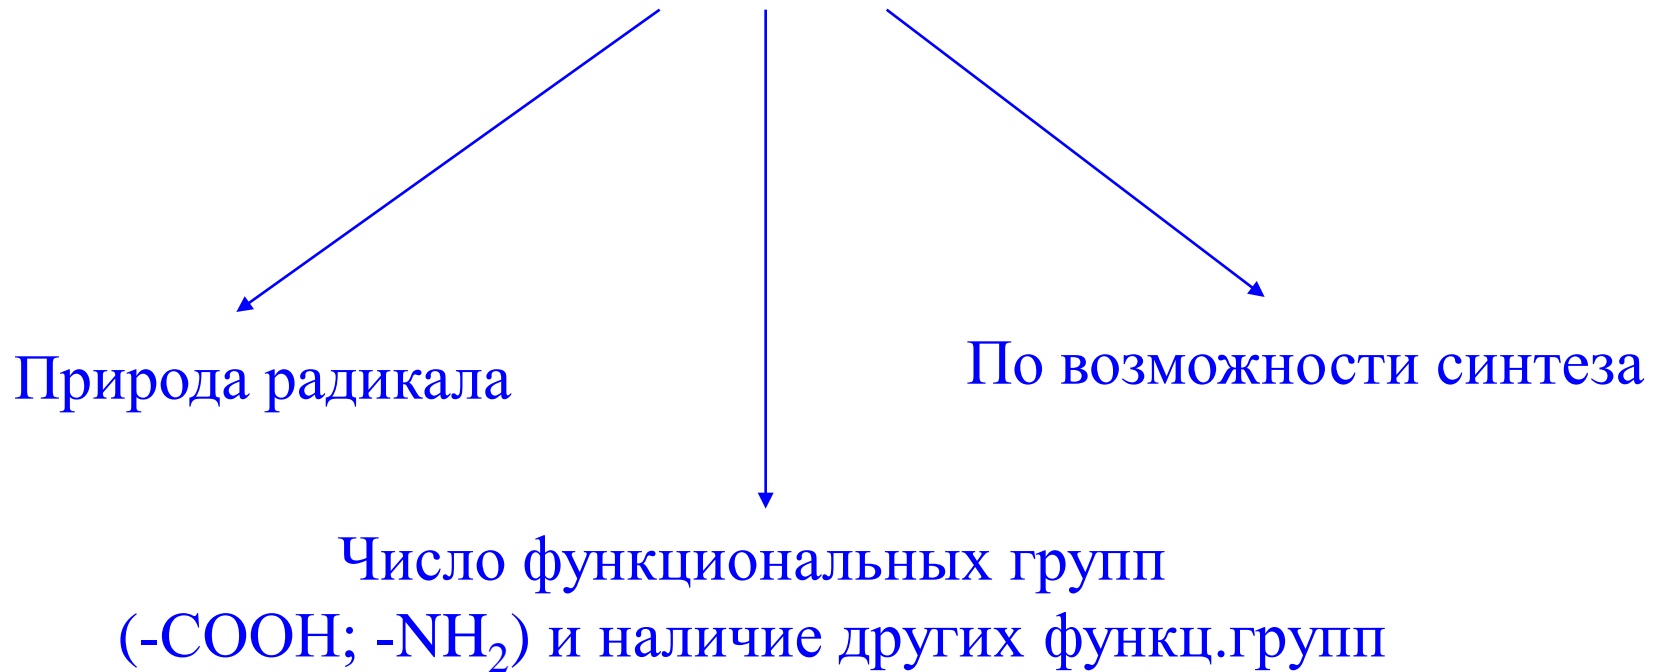 Природа радикала
По возможности синтеза
Число функциональных групп
(-COOH; -NH₂) и наличие других функц.групп